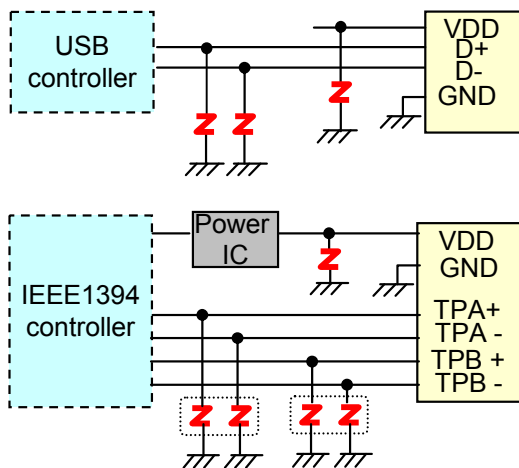 USB
controller
VDD
D+
D-
GND
IEEE1394
controller
Power
IC
VDD
GND
TPA+
TPA -
TPB +
TPB -